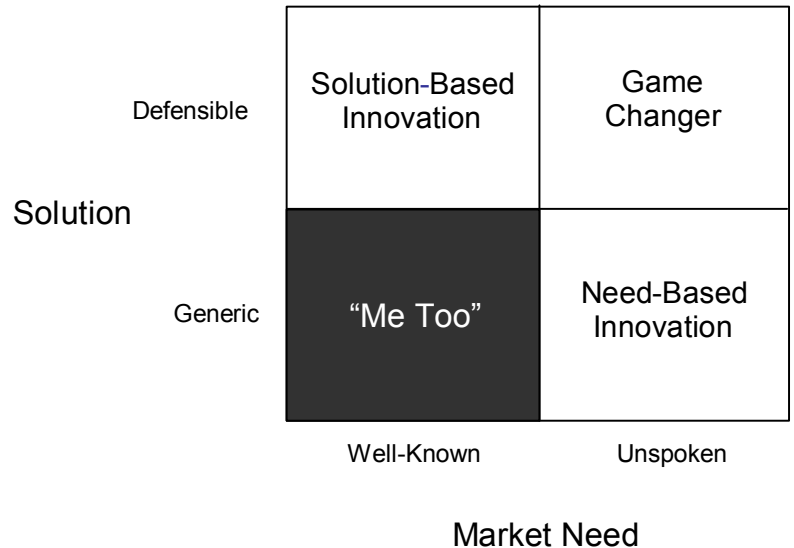 Solution-Based
Innovation
Game
Changer
Defensible
Solution
Generic
“Me Too”
Need-Based
Innovation
Well-Known
Unspoken
Market Need